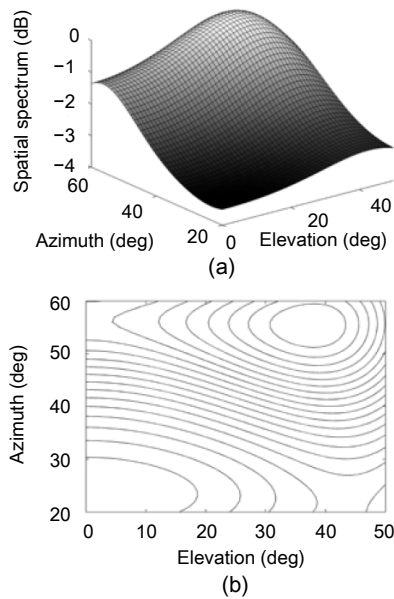 Spatial spectrum (dB)
0
−1
−2
−3
−4
60
40
20
Azimuth (deg)
0
20
40
Elevation (deg)
(a)
Azimuth (deg)
60
50
40
30
20
0 10 20 30 40 50
Elevation (deg)
(b)